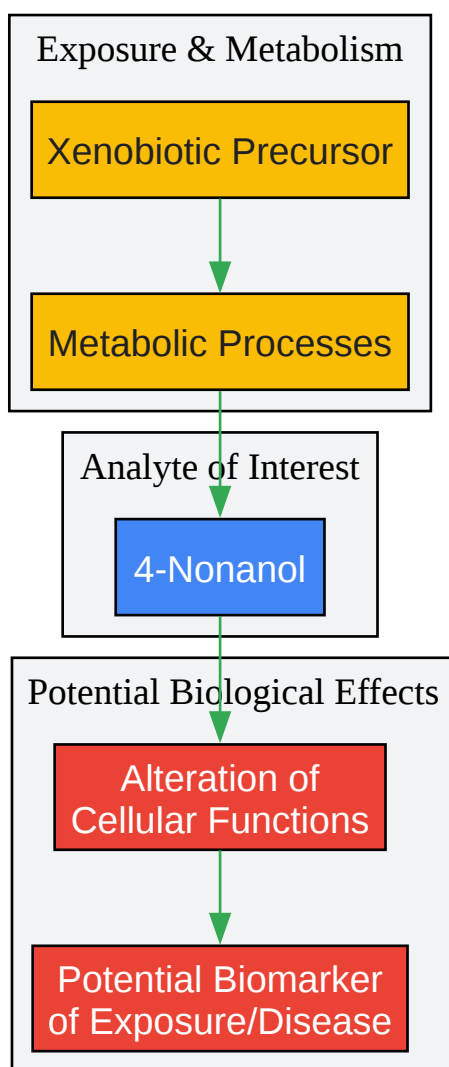 Exposure & Metabolism
Xenobiotic Precursor
Metabolic Processes
Analyte of Interest
4-Nonanol
Potential Biological Effects
Alteration of
Cellular Functions
Potential Biomarker
of Exposure/Disease